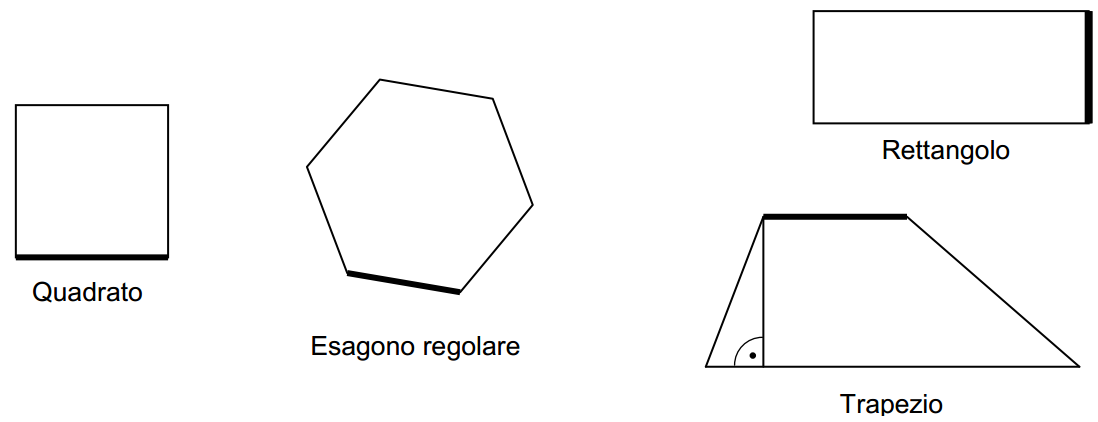 Quadrato
Esagono regolare
Rettangolo
Trapezio